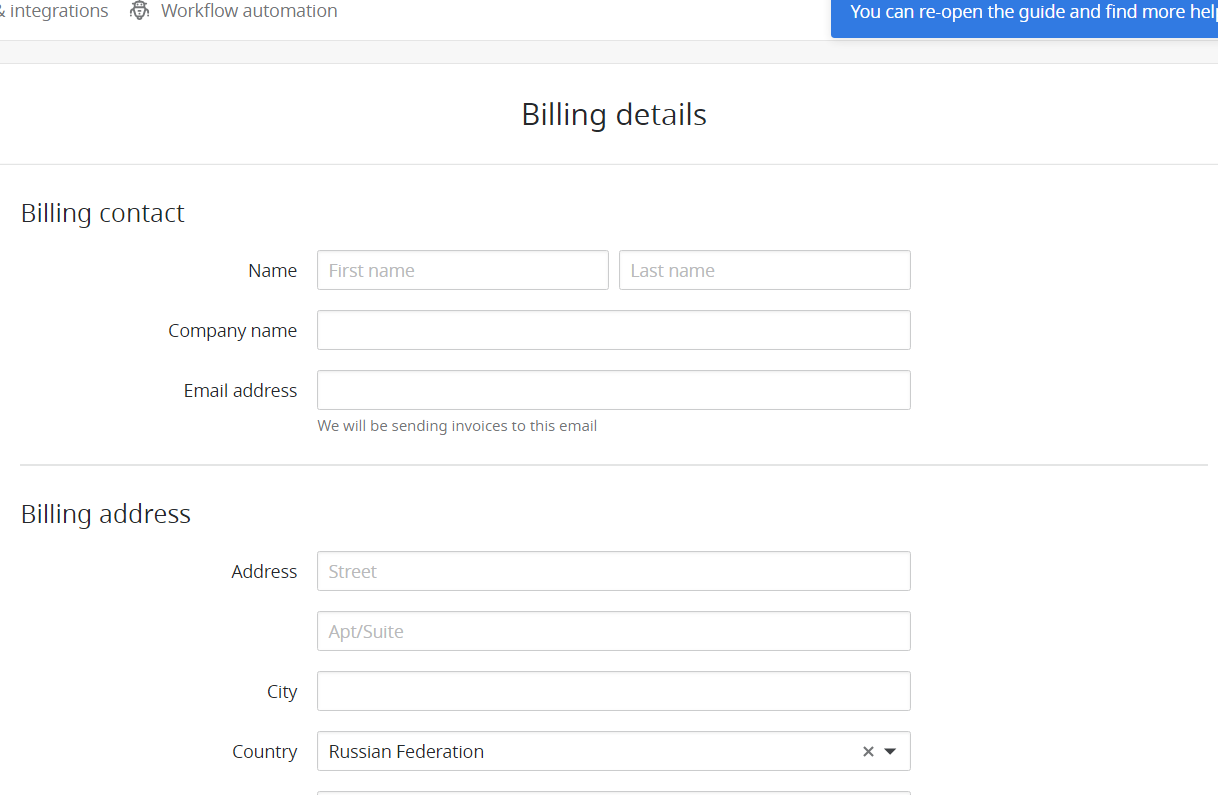 & integrations Workflow automation
You can re-open the guide and find more help
Billing details
Billing contact
Name First name Last name
Company name
Email address
We will be sending invoices to this email
Billing address
Address Street
Apt/Suite
City
Country Russian Federation